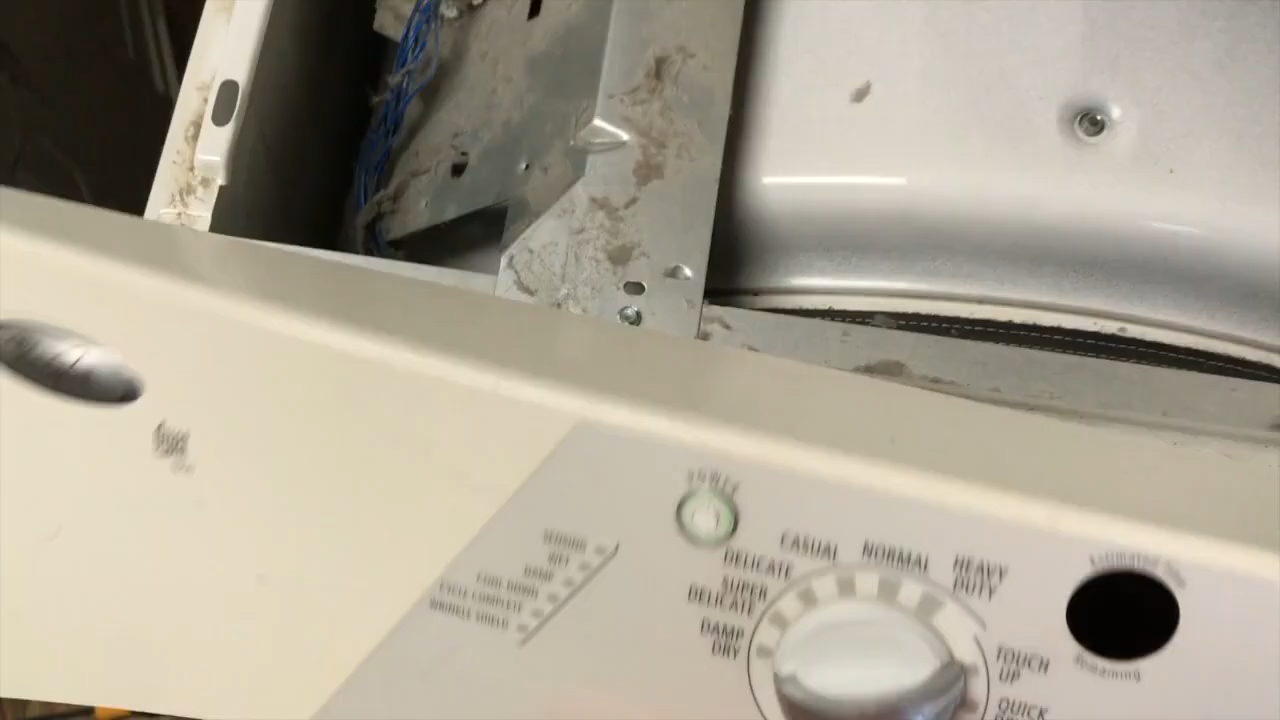 POWER
SENSING
WET
DAMP
COOL DOWN
CYCLE COMPLETE
WRINKLE SHIELD
CASUAL
NORMAL
HEAVY
DUTY
DELICATE
SUPER
DELICATE
DAMP
DRY
TOUCH
UP
QUICK
Estimated
Remaining